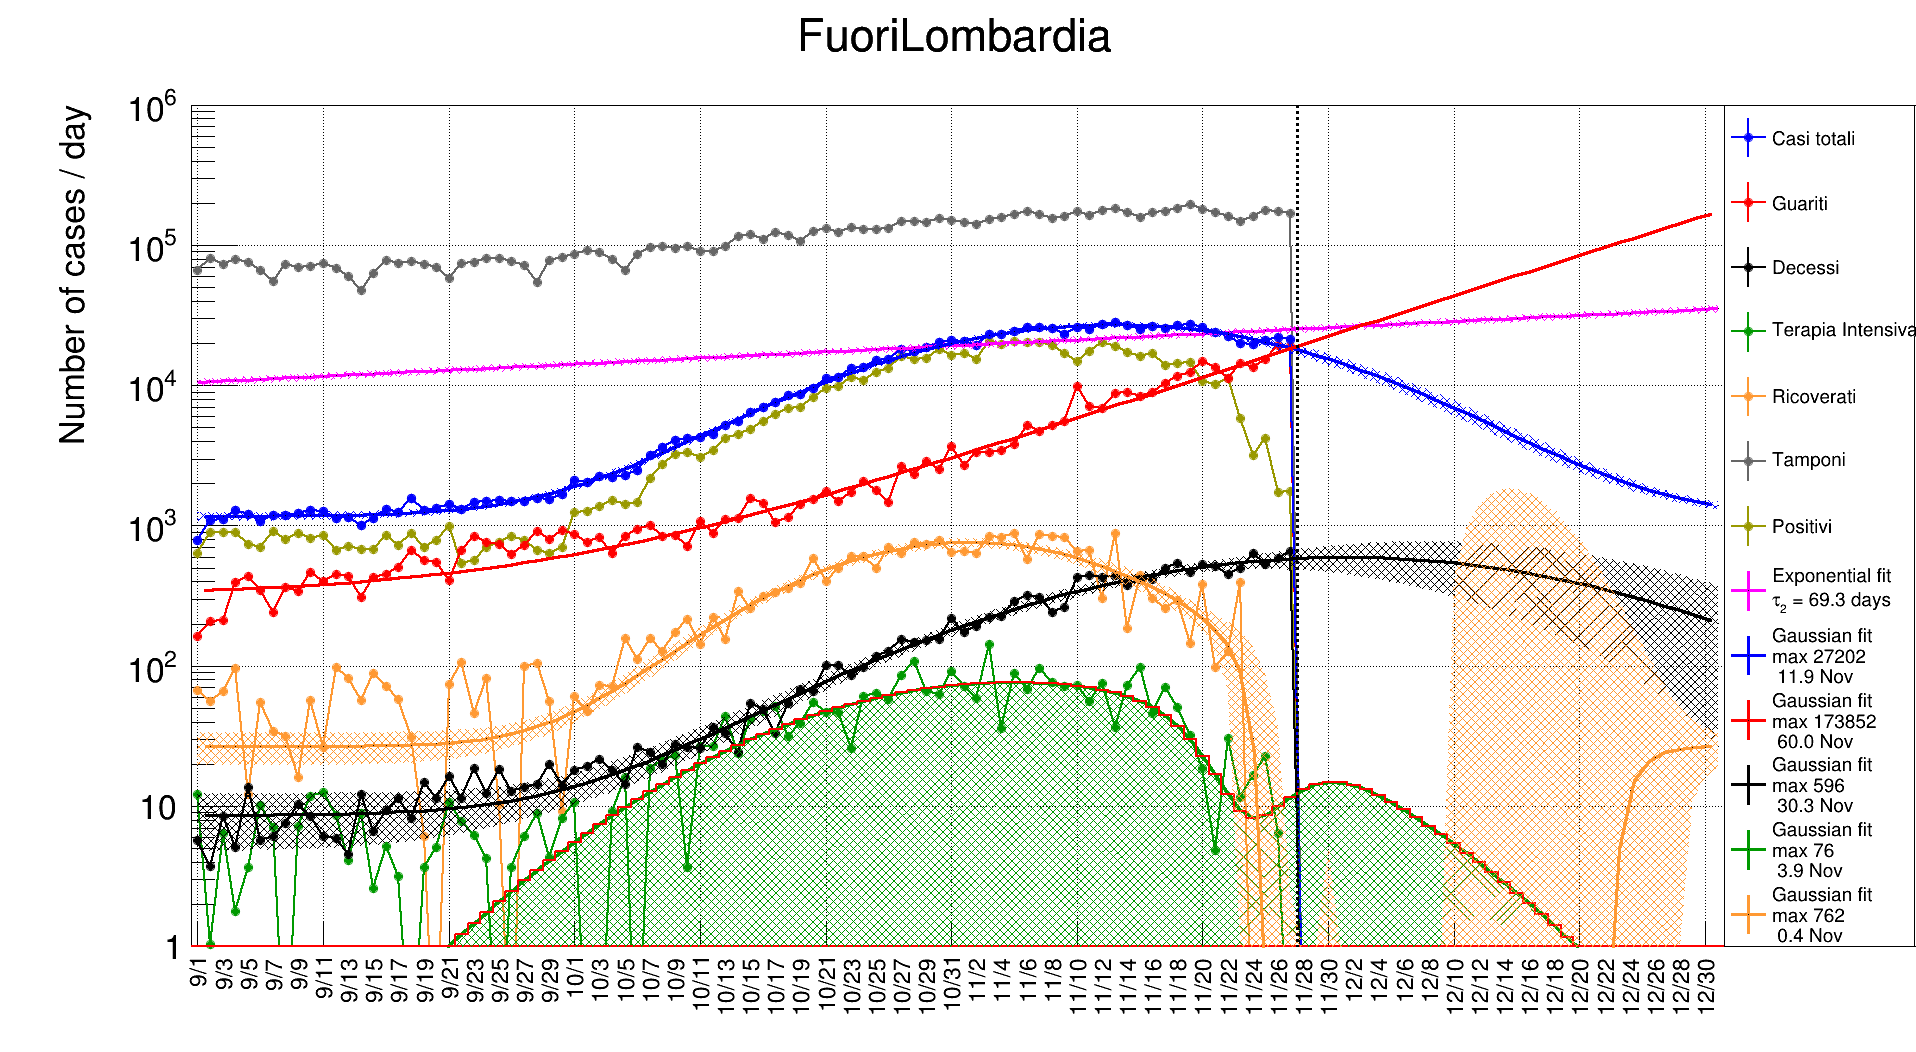 FuoriLombardia
Number of cases / day
10^6
10^5
10^4
10^3
10^2
10
1
9/1
9/3
9/5
9/7
9/9
9/11
9/13
9/15
9/17
9/19
9/21
9/23
9/25
9/27
9/29
10/1
10/3
10/5
10/7
10/9
10/11
10/13
10/15
10/17
10/19
10/21
10/23
10/25
10/27
10/29
10/31
11/2
11/4
11/6
11/8
11/10
11/12
11/14
11/16
11/18
11/20
11/22
11/24
11/26
11/28
11/30
12/2
12/4
12/6
12/8
12/10
12/12
12/14
12/16
12/18
12/20
12/22
12/24
12/26
12/28
12/30
Casi totali
Guariti
Decessi
Terapia Intensiva
Ricoverati
Tamponi
Positivi
Exponential fit
τ₂ = 69.3 days
Gaussian fit
max 27202
11.9 Nov
Gaussian fit
max 173852
60.0 Nov
Gaussian fit
max 596
30.3 Nov
Gaussian fit
max 76
3.9 Nov
Gaussian fit
max 762
0.4 Nov